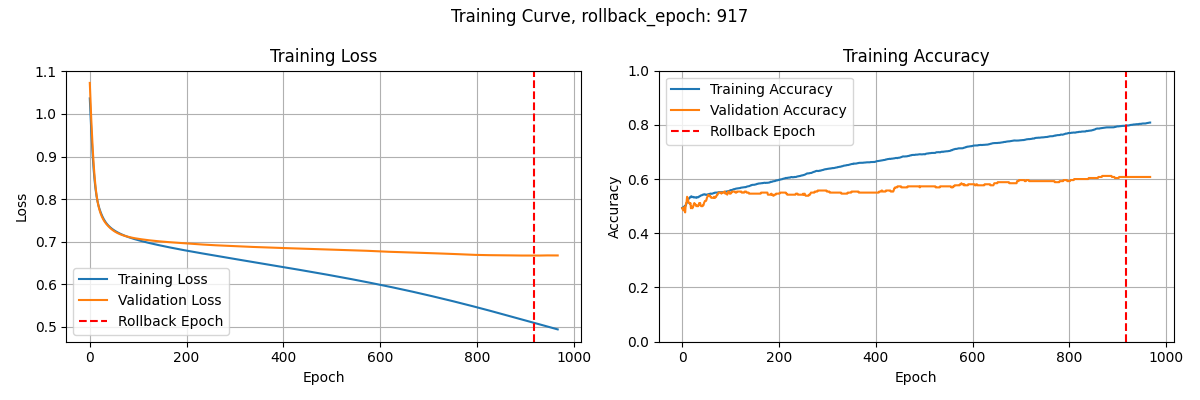 Training Curve, rollback_epoch: 917
Training Loss
1.1
1.0
0.9
0.8
0.7
0.6
0.5
Loss
Training Loss
Validation Loss
Rollback Epoch
0 200 400 600 800 1000
Epoch
Training Accuracy
1.0
0.8
0.6
0.4
0.2
0.0
Accuracy
Training Accuracy
Validation Accuracy
Rollback Epoch
0 200 400 600 800 1000
Epoch